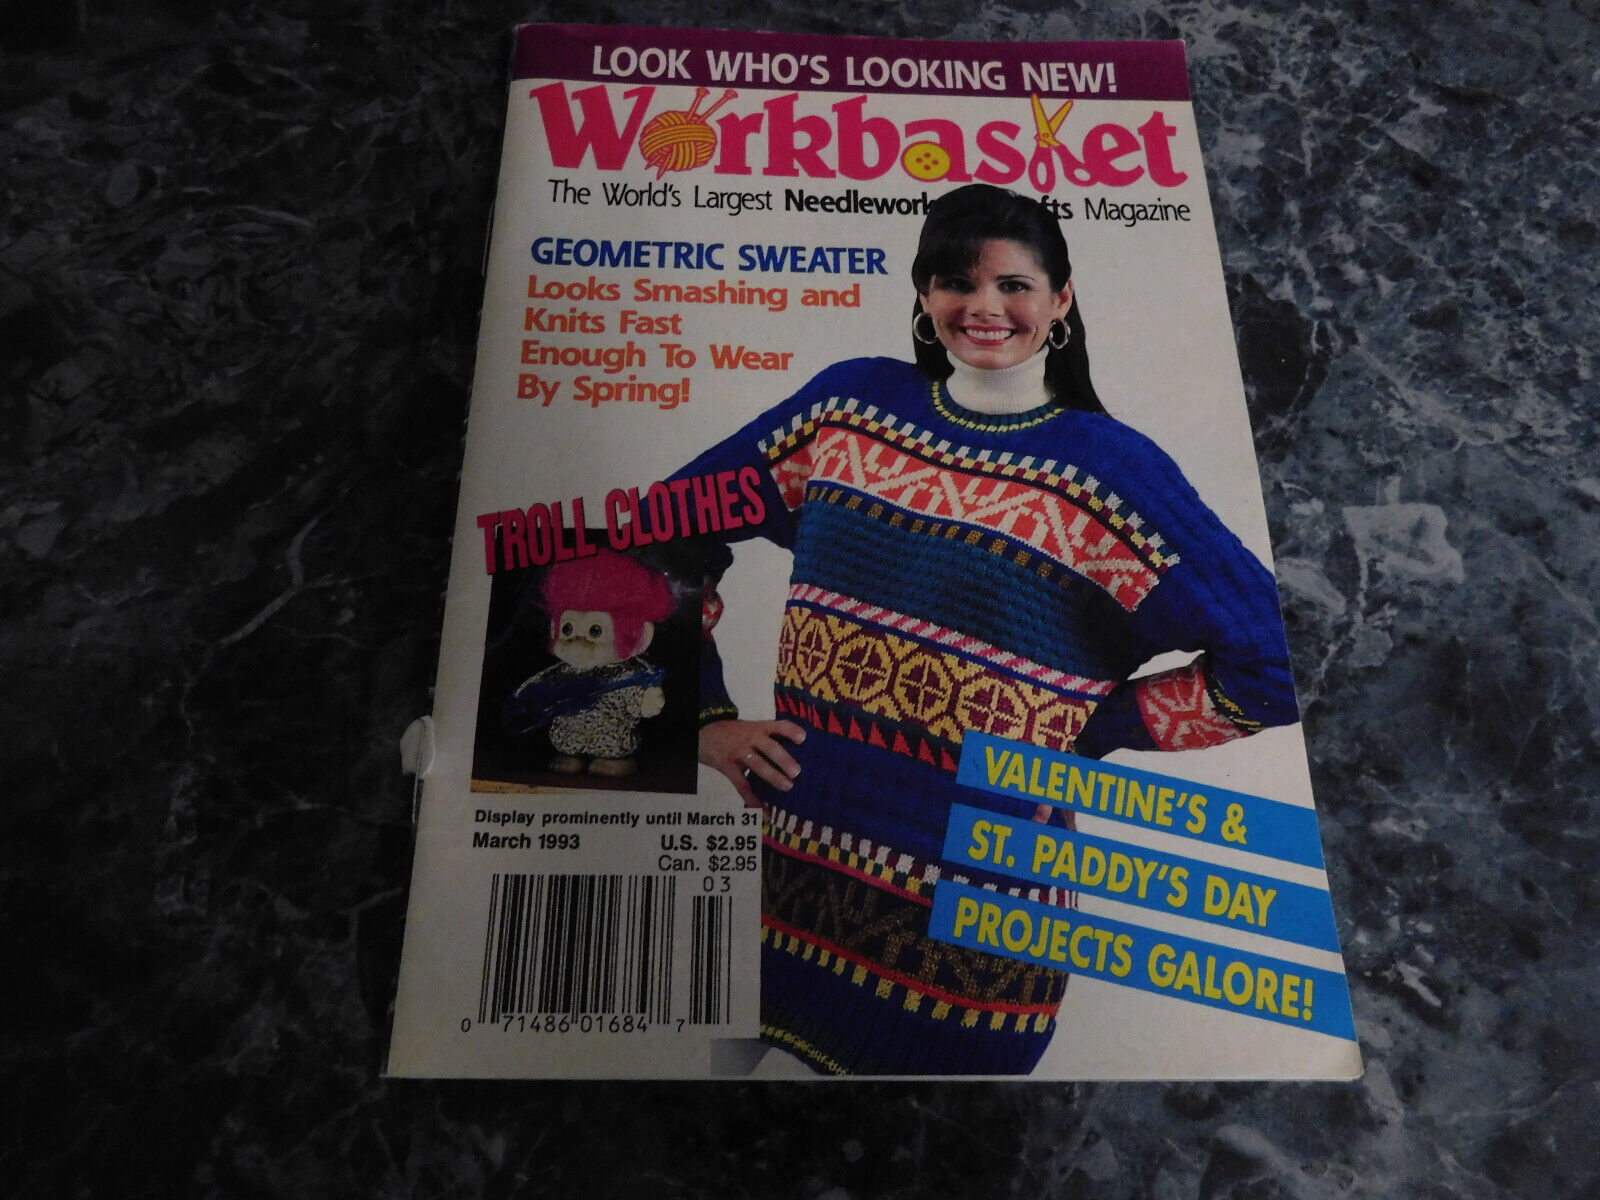 LOOK WHO'S LOOKING NEW!
Workbasket
The World's Largest Needlework Magazine
GEOMETRIC SWEATER
Looks Smashing and
Knits Fast
Enough To Wear
By Spring!
TROLL CLOTHES
VALENTINE'S &
ST. PADDY'S DAY
PROJECTS GALORE!
Display prominently until March 31
March 1993 U.S. $2.95
Can. $2.95
03
0 71486 01684 7